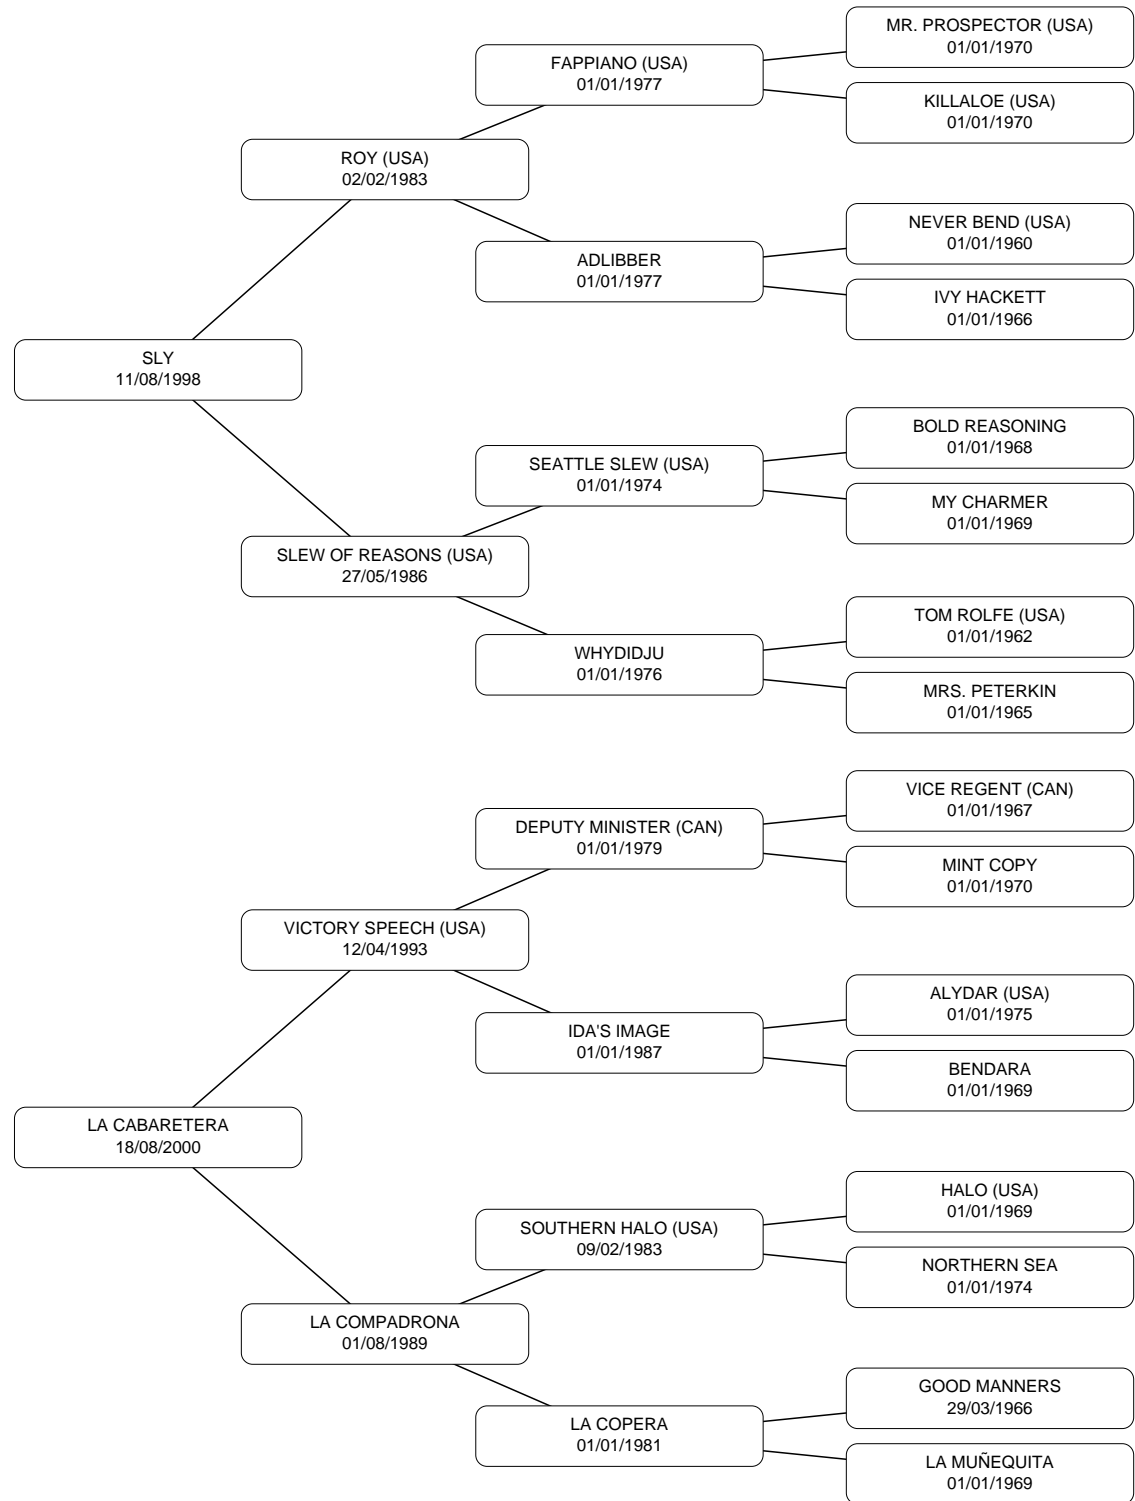 MR. PROSPECTOR (USA)
01/01/1970
FAPPIANO (USA)
01/01/1977
KILLALOE (USA)
01/01/1970
ROY (USA)
02/02/1983
NEVER BEND (USA)
01/01/1960
ADLIBBER
01/01/1977
IVY HACKETT
01/01/1966
SLY
11/08/1998
BOLD REASONING
01/01/1968
SEATTLE SLEW (USA)
01/01/1974
MY CHARMER
01/01/1969
SLEW OF REASONS (USA)
27/05/1986
TOM ROLFE (USA)
01/01/1962
WHYDIDJU
01/01/1976
MRS. PETERKIN
01/01/1965
VICE REGENT (CAN)
01/01/1967
DEPUTY MINISTER (CAN)
01/01/1979
MINT COPY
01/01/1970
VICTORY SPEECH (USA)
12/04/1993
ALYDAR (USA)
01/01/1975
IDA'S IMAGE
01/01/1987
BENDARA
01/01/1969
LA CABARETERA
18/08/2000
HALO (USA)
01/01/1969
SOUTHERN HALO (USA)
09/02/1983
NORTHERN SEA
01/01/1974
LA COMPADRONA
01/08/1989
GOOD MANNERS
29/03/1966
LA COPERA
01/01/1981
LA MUÑEQUITA
01/01/1969